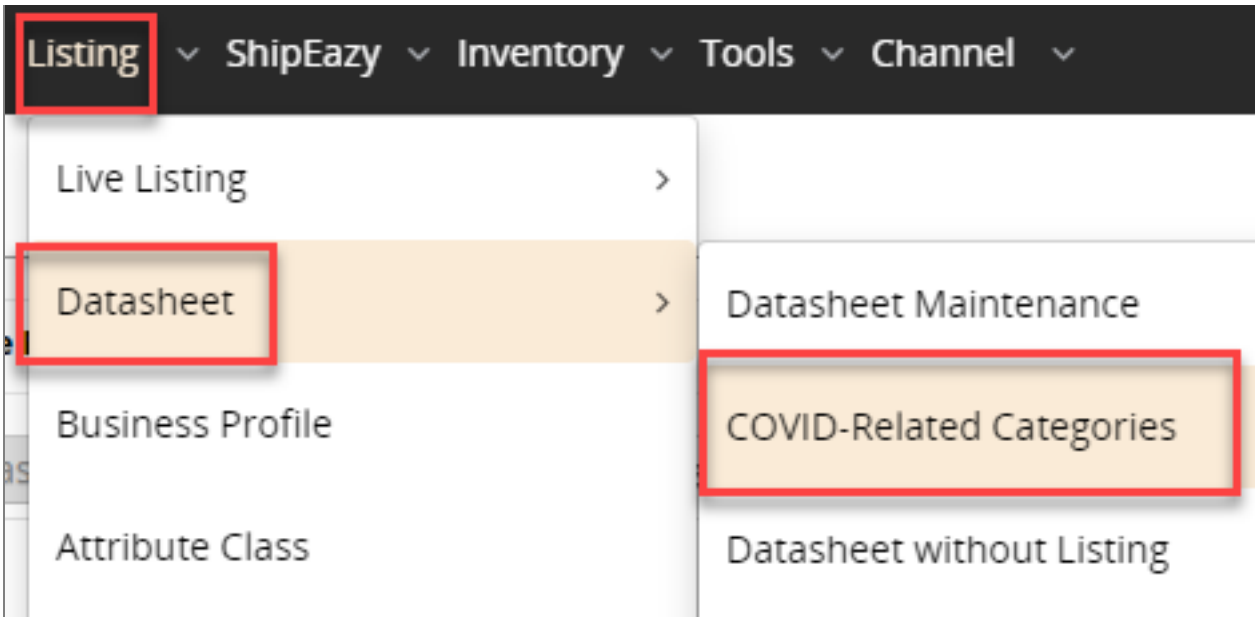 Listing ShipEazy Inventory Tools Channel
Live Listing
Datasheet
Business Profile
Attribute Class
Datasheet Maintenance
COVID-Related Categories
Datasheet without Listing